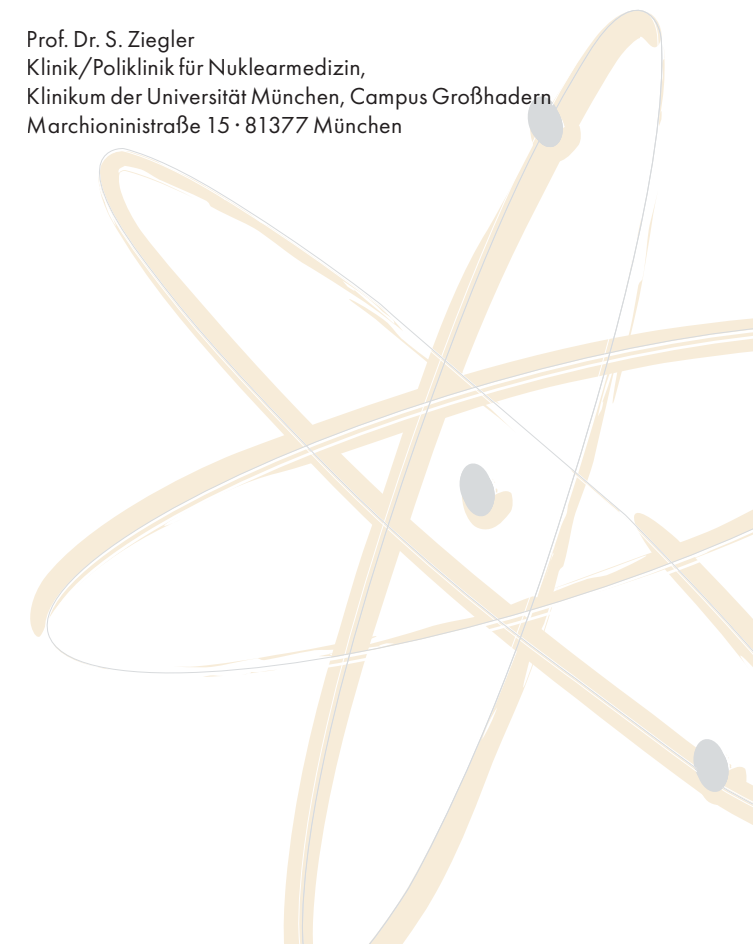 Prof. Dr. S. Ziegler
Klinik/Poliklinik für Nuklearmedizin,
Klinikum der Universität München, Campus Großhadern
Marchioninistraße 15 · 81377 München